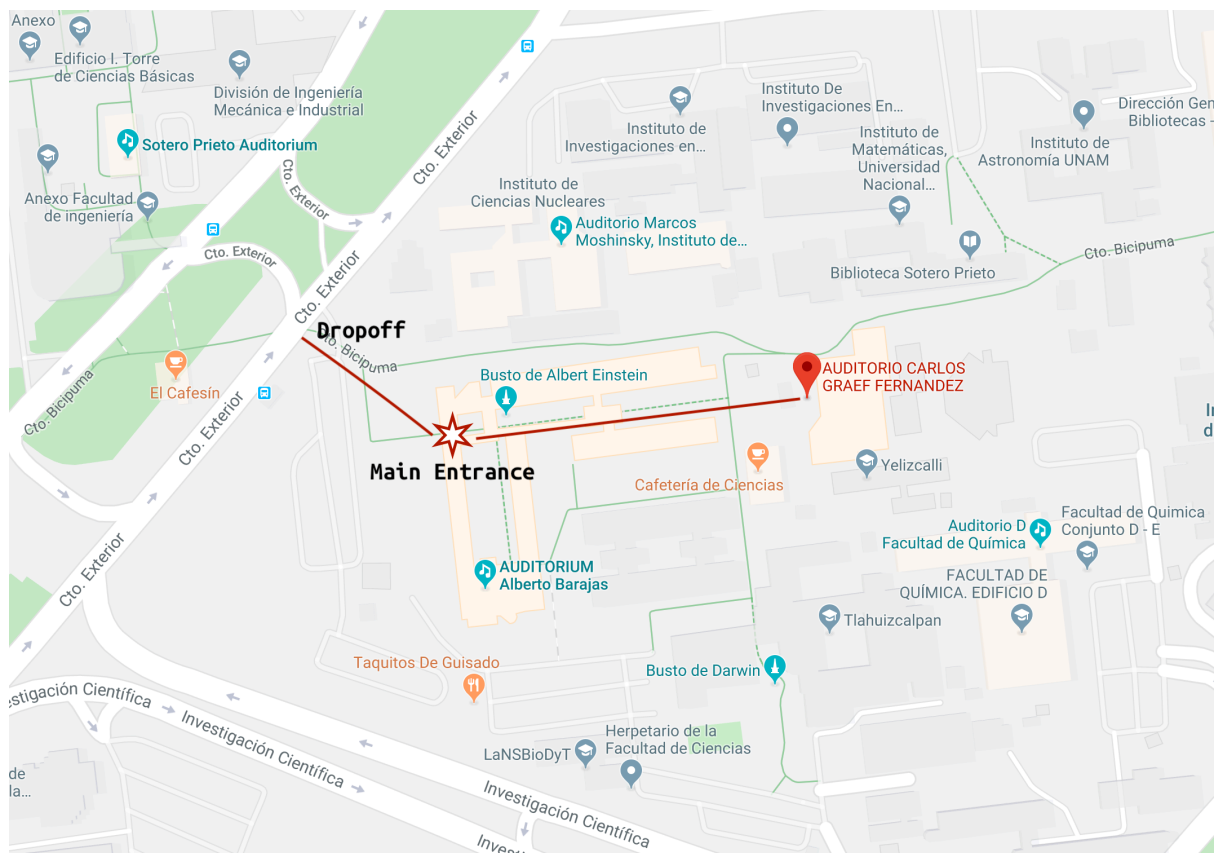 Anexo
Edificio I. Torre
de Ciencias Básicas
División de Ingeniería
Mecánica e Industrial
Sotero Prieto Auditorium
Anexo Facultad
de ingeniería
Cto. Exterior
Cto. Exterior
Cto. Exterior
Cto. Exterior
Instituto de
Investigaciones en...
Instituto De
Investigaciones En...
Instituto de
Matemáticas,
Universidad
Nacional...
Dirección Gen
Bibliotecas -
Instituto de
Astronomía UNAM
Instituto de
Ciencias Nucleares
Auditorio Marcos
Moshinsky, Instituto de...
Biblioteca Sotero Prieto
Cto. Bicipuma
Dropoff
Cto. Bicipuma
El Cafesín
Cto. Bicipuma
Cto. Exterior
Busto de Albert Einstein
AUDITORIO CARLOS
GRAEF FERNANDEZ
Main Entrance
Cafetería de Ciencias
Yelizcalli
I
d
Auditorio D
Facultad de Química
Facultad de Quimica
Conjunto D - E
Cto. Exterior
AUDITORIUM
Alberto Barajas
FACULTAD DE
QUÍMICA. EDIFICIO D
Tlahuizcalpan
Taquitos De Guisado
Busto de Darwin
estigación Científica
Investigación Científica
LaNSBioDyT
Herpetario de la
Facultad de Ciencias
de
la...
Investigación Científica
Inve